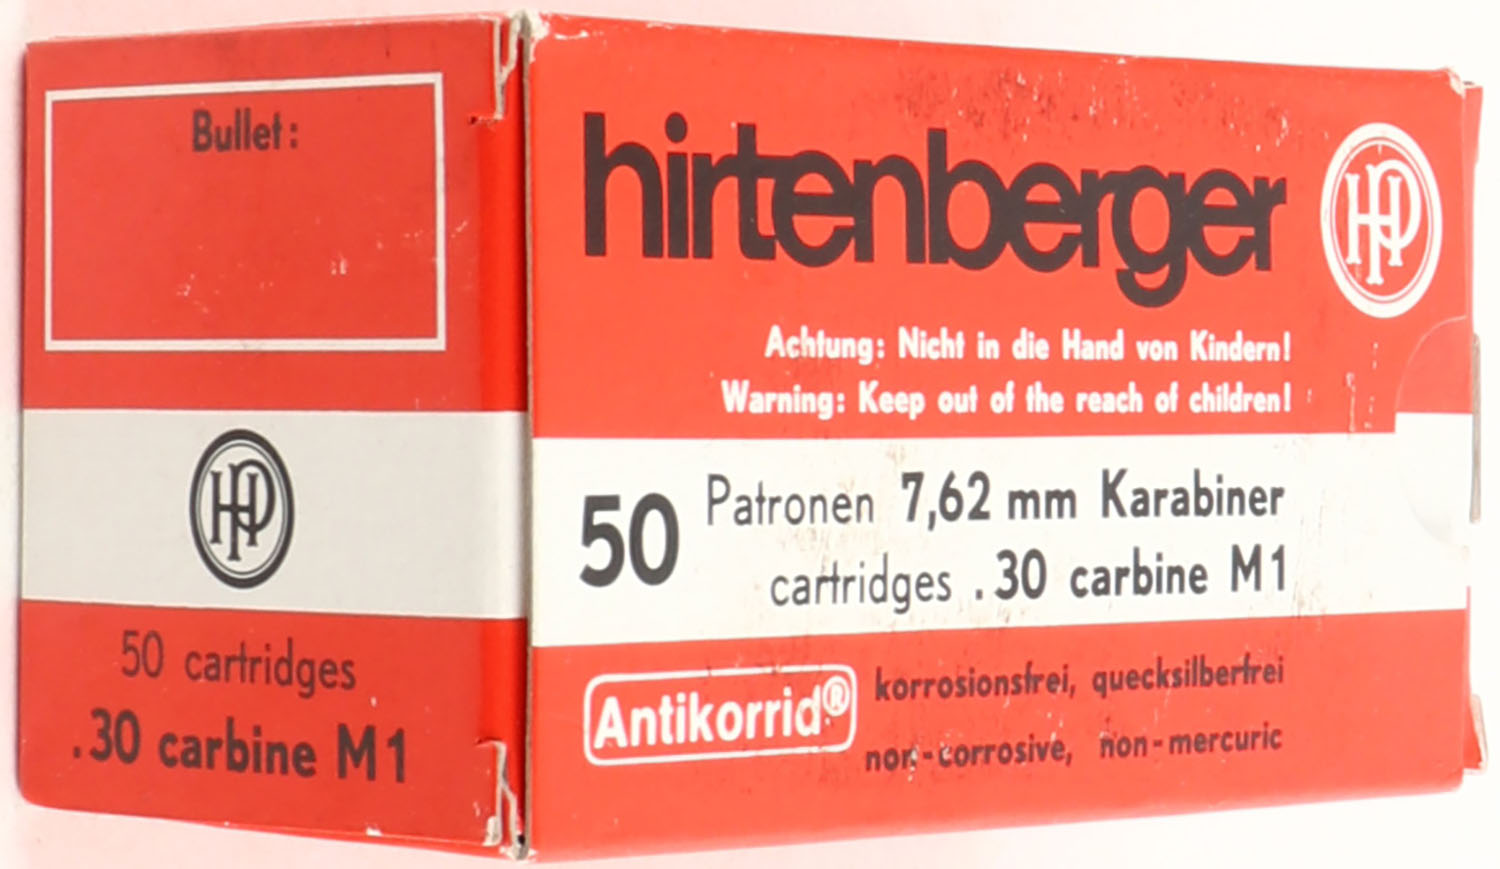 Bullet:
HP
50 cartridges
.30 carbine M1
hirtenberger
HP
Achtung: Nicht in die Hand von Kindern!
Warning: Keep out of the reach of children!
50 Patronen 7,62 mm Karabiner
cartridges .30 carbine M1
Antikorrid® korrosionsfrei, quecksilberfrei
non-corrosive, non-mercuric